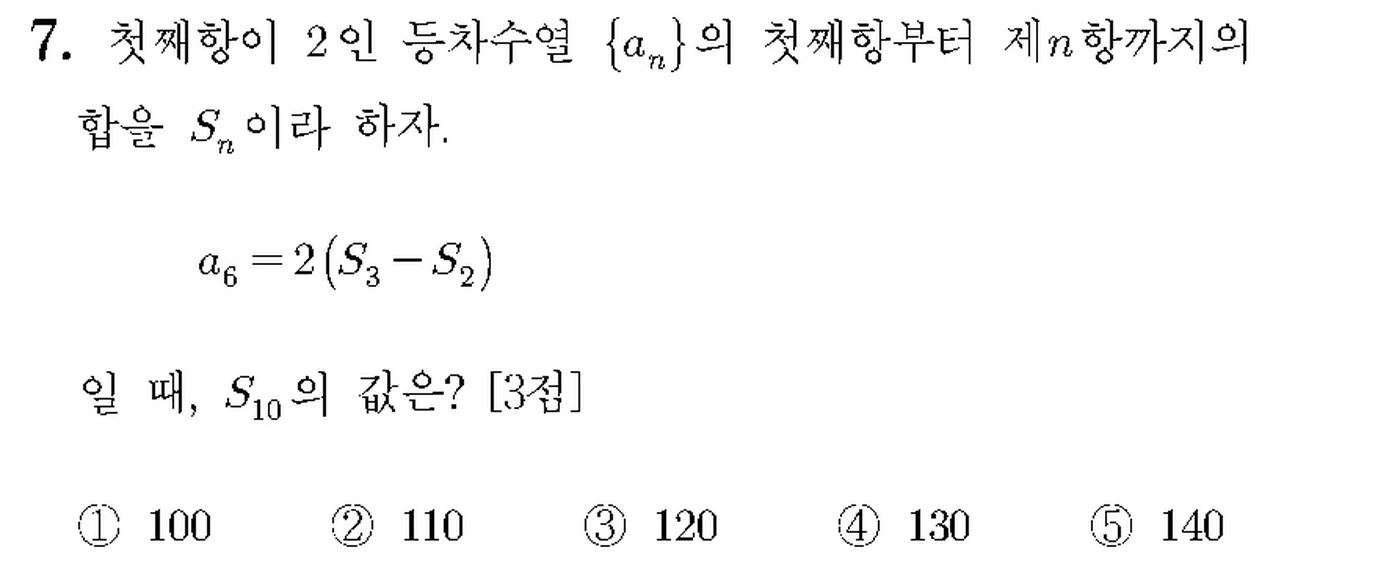 7. 첫째항이 2인 등차수열 {aₙ}의 첫째항부터 제n항까지의
합을 Sₙ이라 하자.
a₆ = 2(S₃ − S₂)
일 때, S₁₀의 값은? [3점]
① 100 ② 110 ③ 120 ④ 130 ⑤ 140